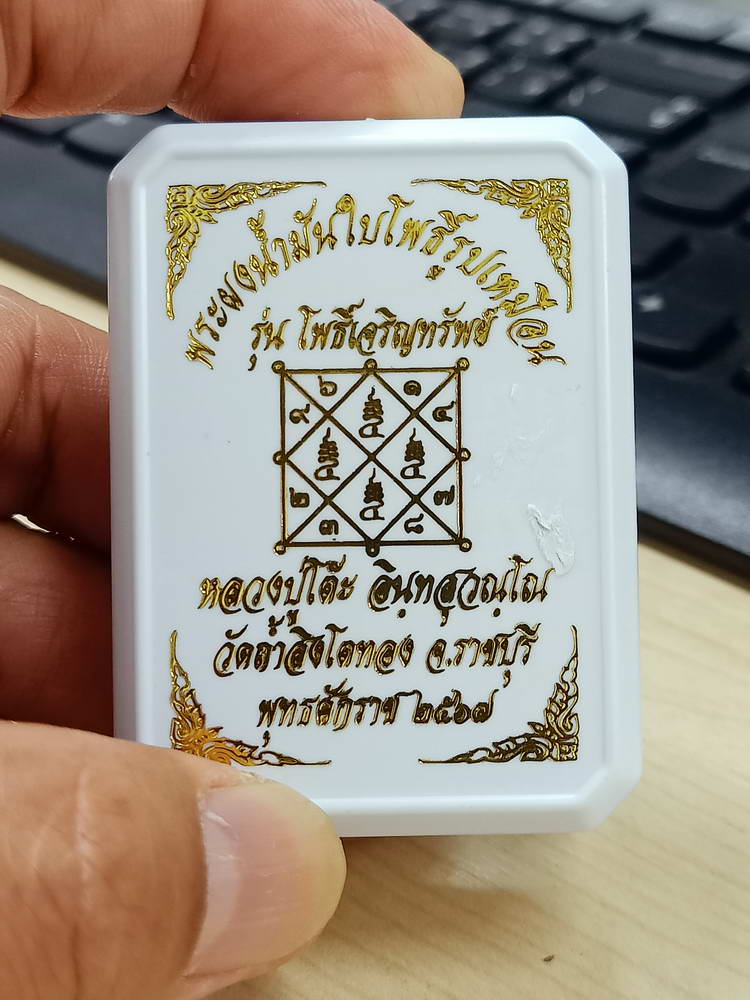 พระผงน้ำมันใบโพธิ์รูปเหมือน
รุ่น โพธิ์เจริญทรัพย์
๖ ๑
๙ ๔
๒ ๗
๓ ๘
หลวงปู่โต๊ะ อินฺทสุวณฺโณ
วัดถ้ำสิงโตทอง จ.ราชบุรี
พุทธศักราช ๒๕๖๗